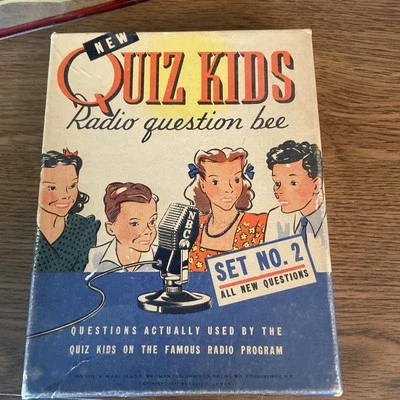 NEW
QUIZ KIDS
Radio question bee
NBC
SET NO. 2
ALL NEW QUESTIONS
QUESTIONS ACTUALLY USED BY THE
QUIZ KIDS ON THE FAMOUS RADIO PROGRAM